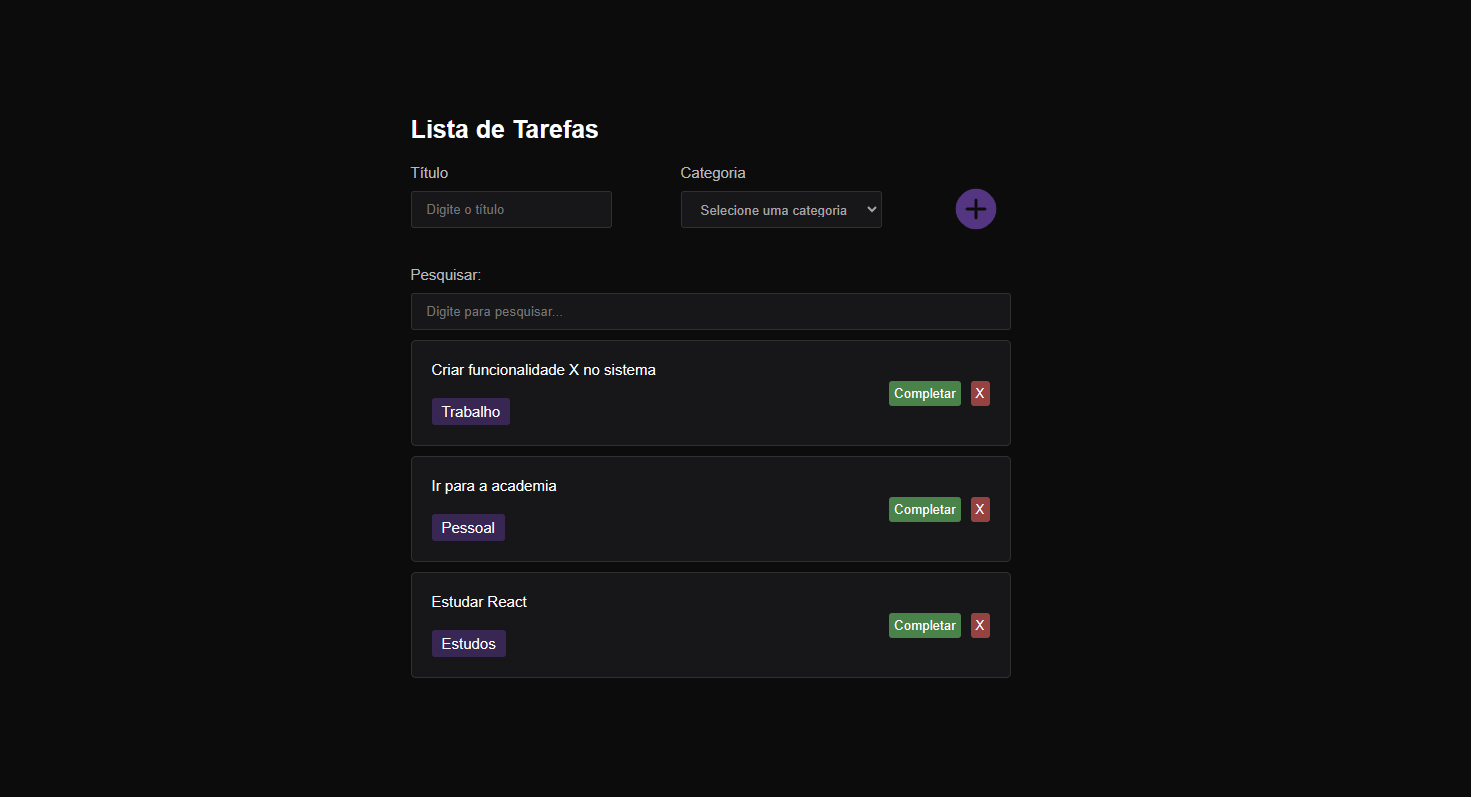 Lista de Tarefas
Título
Categoria
Digite o título
Selecione uma categoria
Pesquisar:
Digite para pesquisar...
Criar funcionalidade X no sistema
Completar
X
Trabalho
Ir para a academia
Completar
X
Pessoal
Estudar React
Completar
X
Estudos